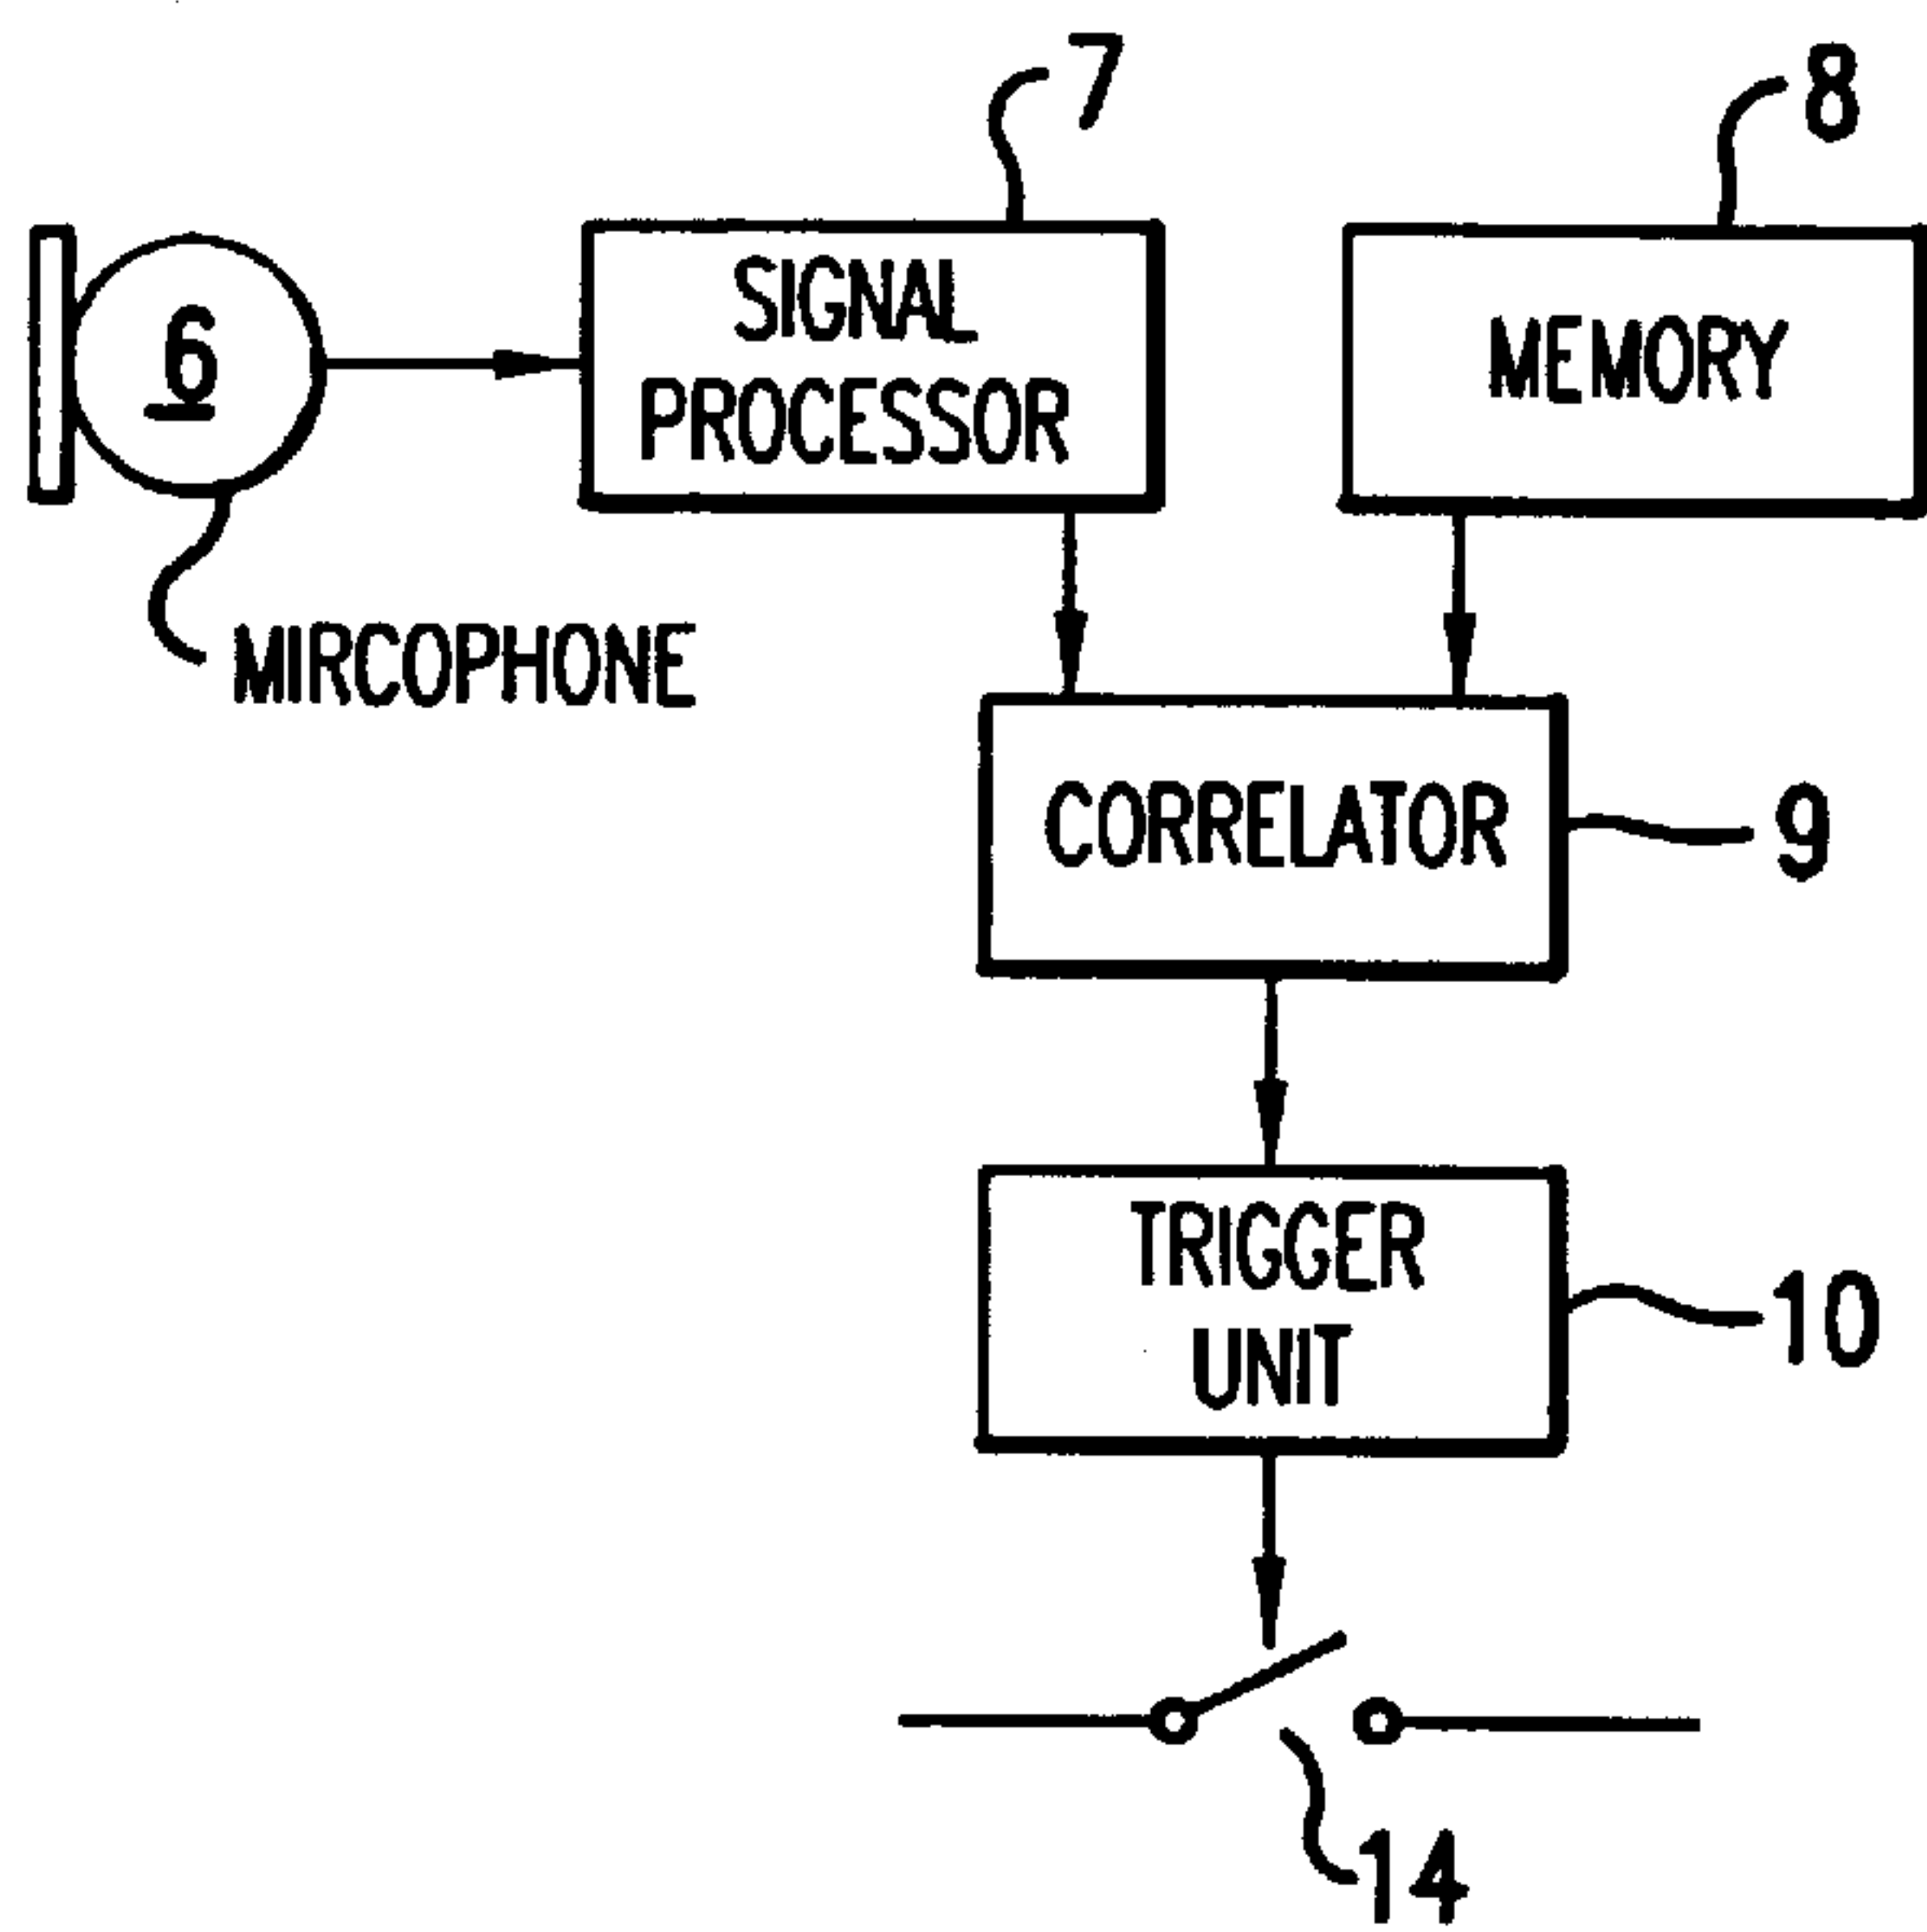 7
8
6
SIGNAL
PROCESSOR
MEMORY
MIRCOPHONE
CORRELATOR
9
TRIGGER
UNIT
10
14